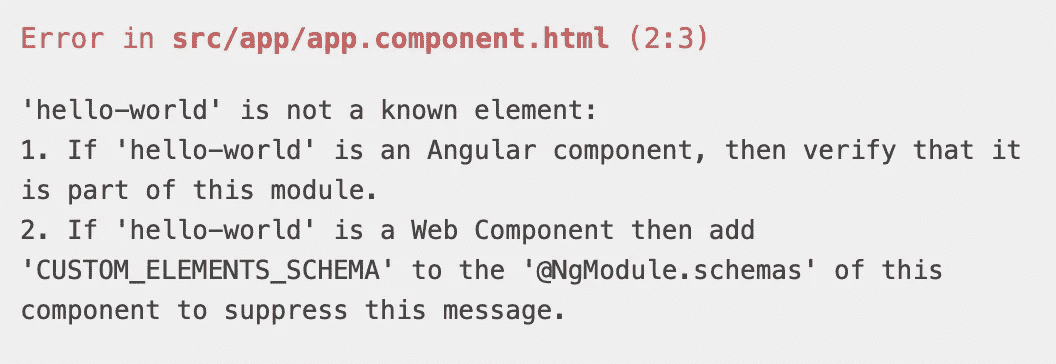 Error in src/app/app.component.html (2:3)
'hello-world' is not a known element:
1. If 'hello-world' is an Angular component, then verify that it
is part of this module.
2. If 'hello-world' is a Web Component then add
'CUSTOM_ELEMENTS_SCHEMA' to the '@NgModule.schemas' of this
component to suppress this message.